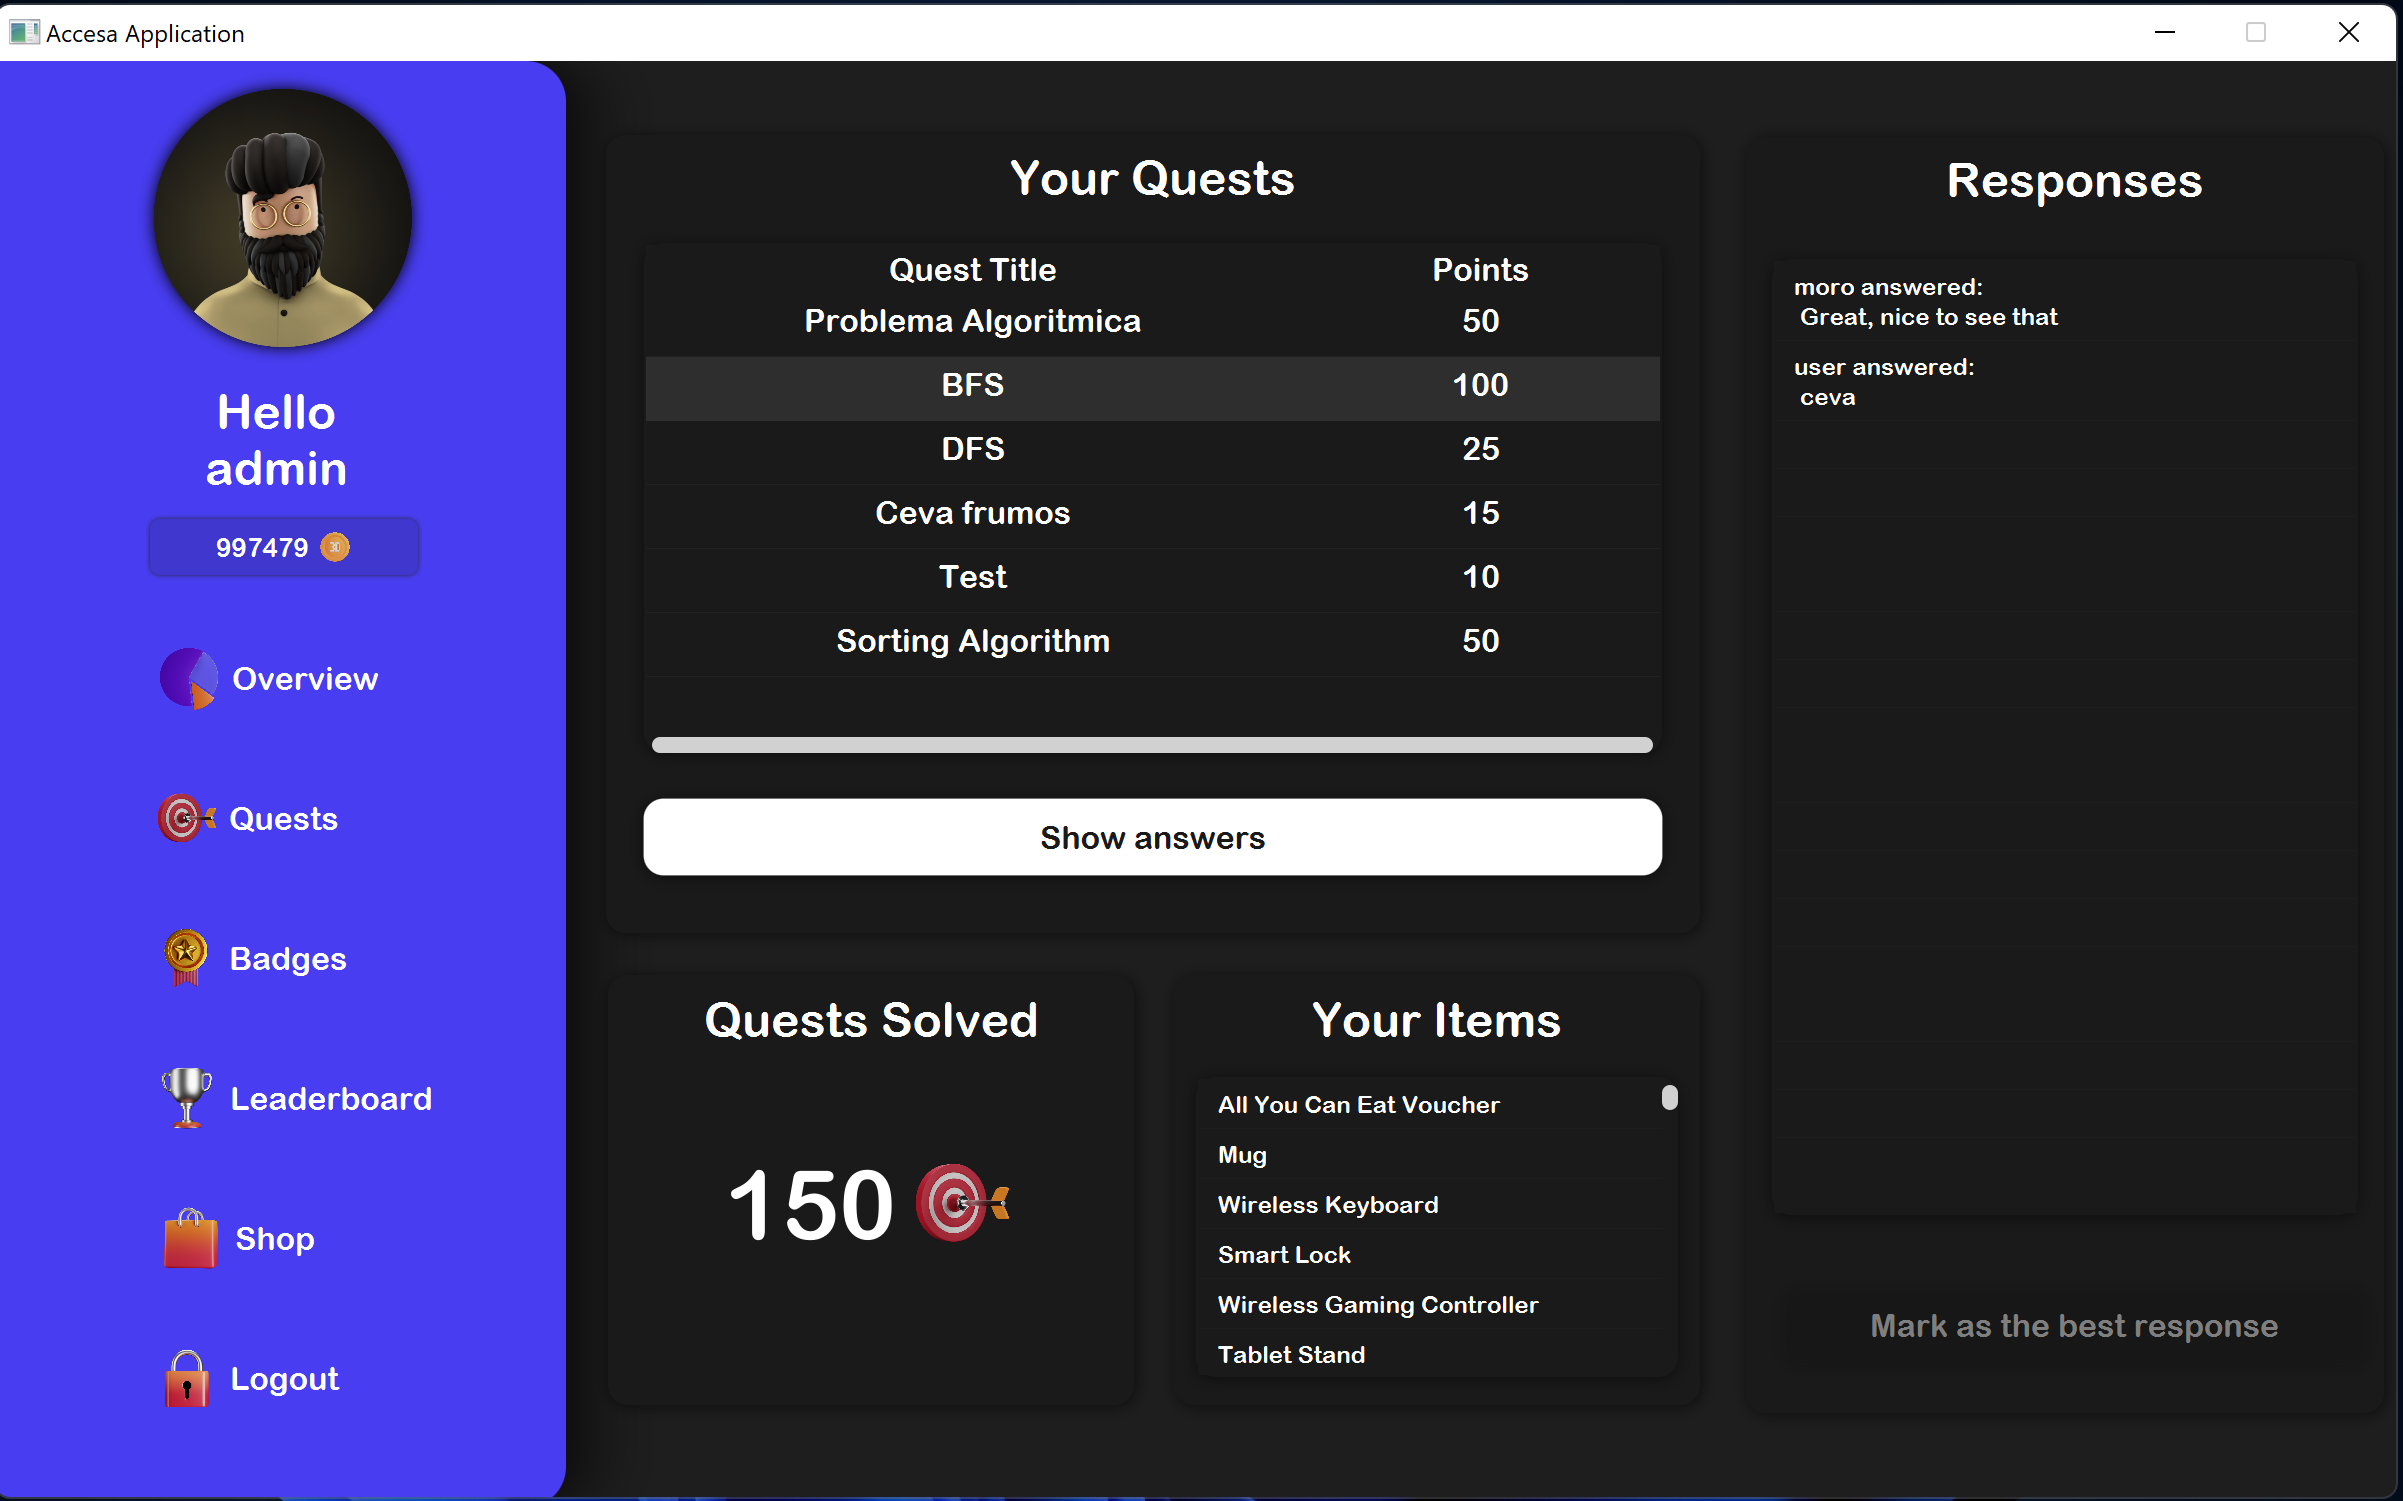 Accesa Application
Hello
admin
997479
Overview
Quests
Badges
Leaderboard
Shop
Logout
Your Quests
Quest Title Points
Problema Algoritmica 50
BFS 100
DFS 25
Ceva frumos 15
Test 10
Sorting Algorithm 50
Show answers
Quests Solved
150
Your Items
All You Can Eat Voucher
Mug
Wireless Keyboard
Smart Lock
Wireless Gaming Controller
Tablet Stand
Responses
moro answered:
Great, nice to see that
user answered:
ceva
Mark as the best response